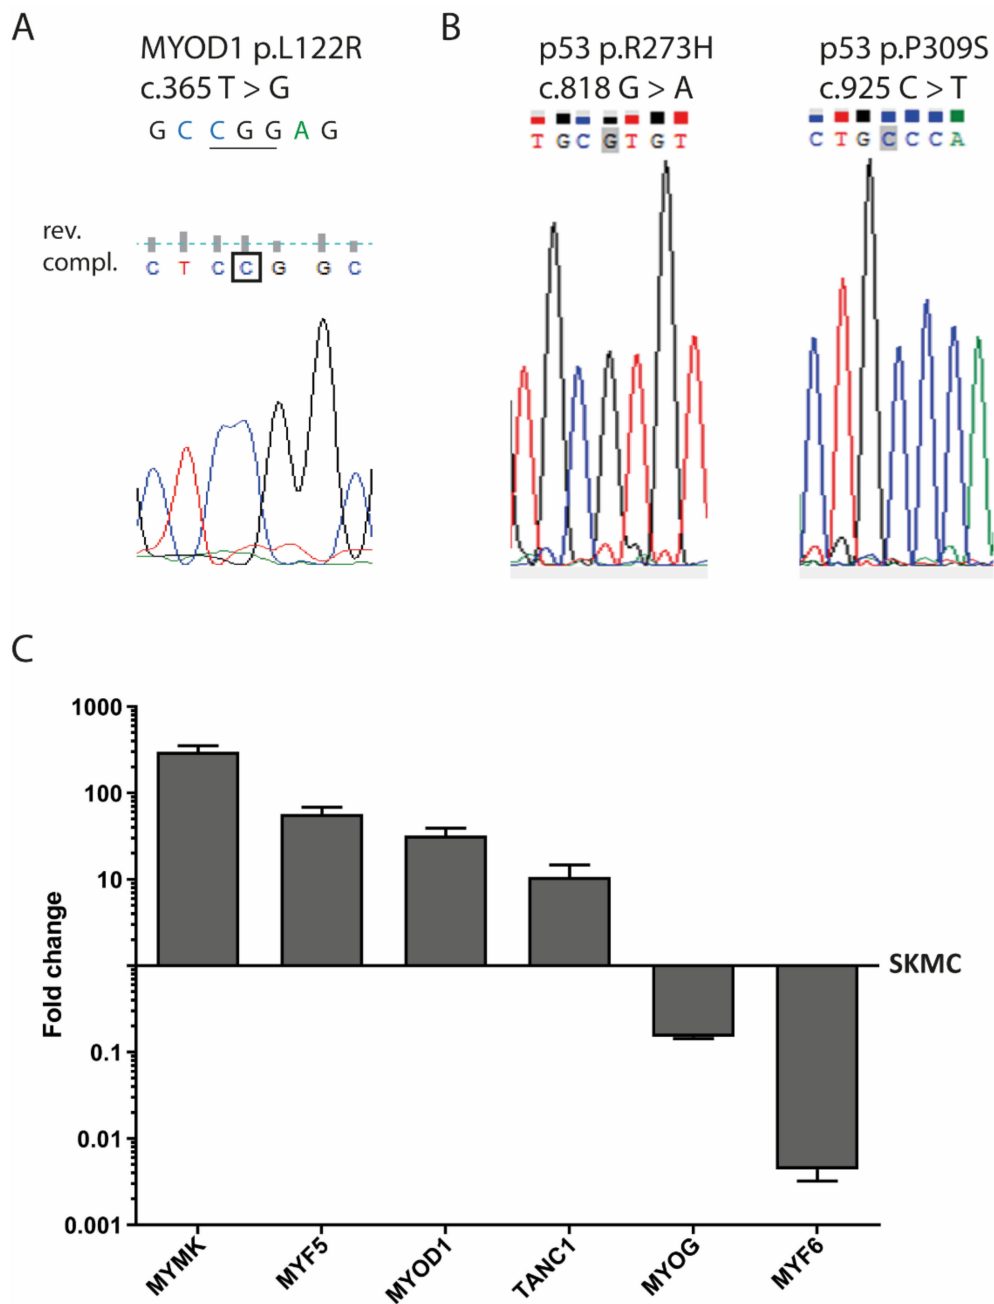 A
MYOD1 p.L122R
c.365 T > G
G C C G G A G
rev.
compl.
C T C C G G C
B
p53 p.R273H
c.818 G > A
T G C G T G T
p53 p.P309S
c.925 C > T
C T G C C C A
C
Fold change
1000
100
10
0.1
0.01
0.001
SKMC
MYMK
MYF5
MYOD1
TANC1
MYOG
MYF6